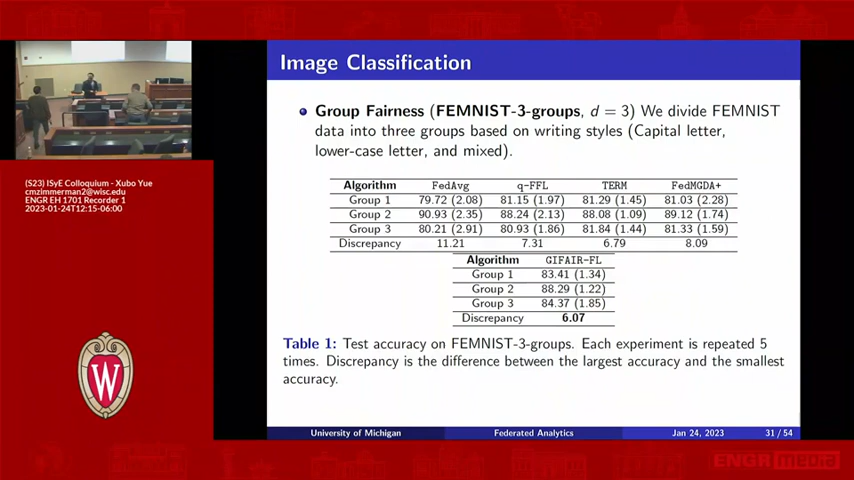 Image Classification
Group Fairness (FEMNIST-3-groups, d = 3) We divide FEMNIST
data into three groups based on writing styles (Capital letter,
lower-case letter, and mixed).
Algorithm FedAvg q-FFL TERM FedMGDA+
Group 1 79.72 (2.08) 81.15 (1.97) 81.29 (1.45) 81.03 (2.28)
Group 2 90.93 (2.35) 88.24 (2.13) 88.08 (1.09) 89.12 (1.74)
Group 3 80.21 (2.91) 80.93 (1.86) 81.84 (1.44) 81.33 (1.59)
Discrepancy 11.21 7.31 6.79 8.09
Algorithm GIFAIR-FL
Group 1 83.41 (1.34)
Group 2 88.29 (1.22)
Group 3 84.37 (1.85)
Discrepancy 6.07
Table 1: Test accuracy on FEMNIST-3-groups. Each experiment is repeated 5
times. Discrepancy is the difference between the largest accuracy and the smallest
accuracy.
University of Michigan Federated Analytics Jan 24, 2023 31 / 54
(S23) ISyE Colloquium - Xubo Yue
cmzimmerman2@wisc.edu
ENGR EH 1701 Recorder 1
2023-01-24T12:15-06:00
W
ENGR media